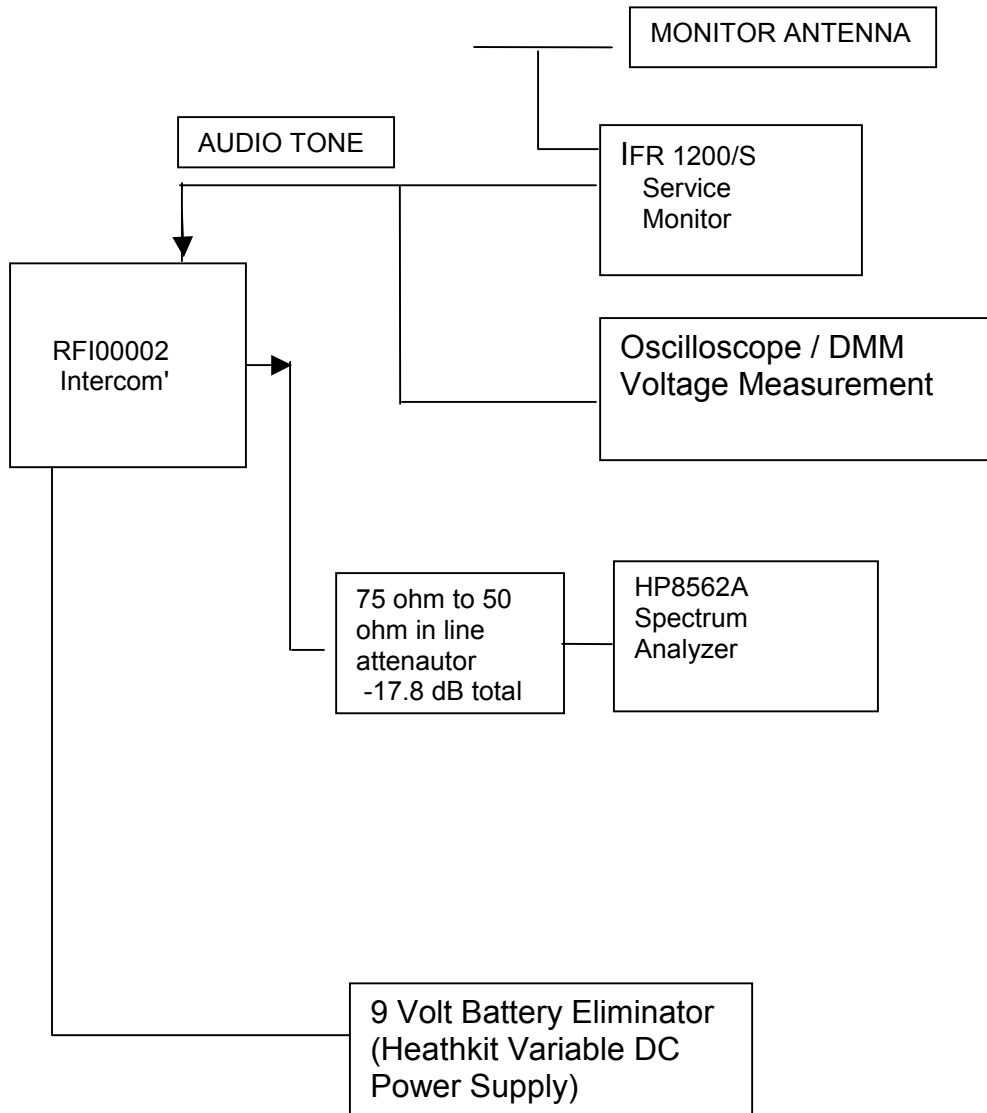 MONITOR ANTENNA
AUDIO TONE
IFR 1200/S
Service
Monitor
RFI00002
Intercom'
Oscilloscope / DMM
Voltage Measurement
75 ohm to 50
ohm in line
attenautor
-17.8 dB total
HP8562A
Spectrum
Analyzer
9 Volt Battery Eliminator
(Heathkit Variable DC
Power Supply)